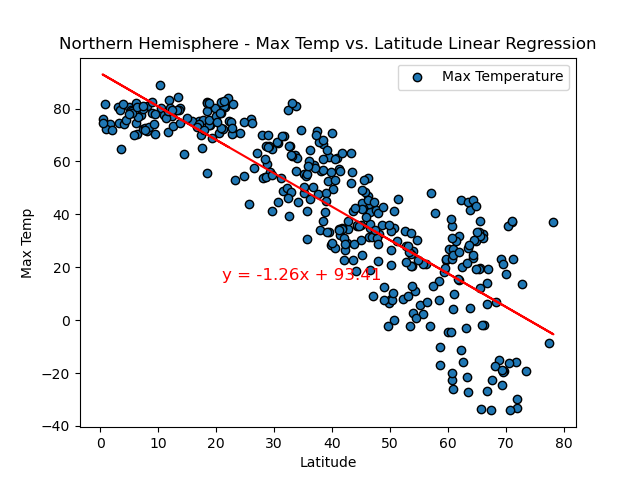 Northern Hemisphere - Max Temp vs. Latitude Linear Regression
Max Temperature
Max Temp
80
60
40
20
0
−20
−40
y = -1.26x + 93.41
0 10 20 30 40 50 60 70 80
Latitude